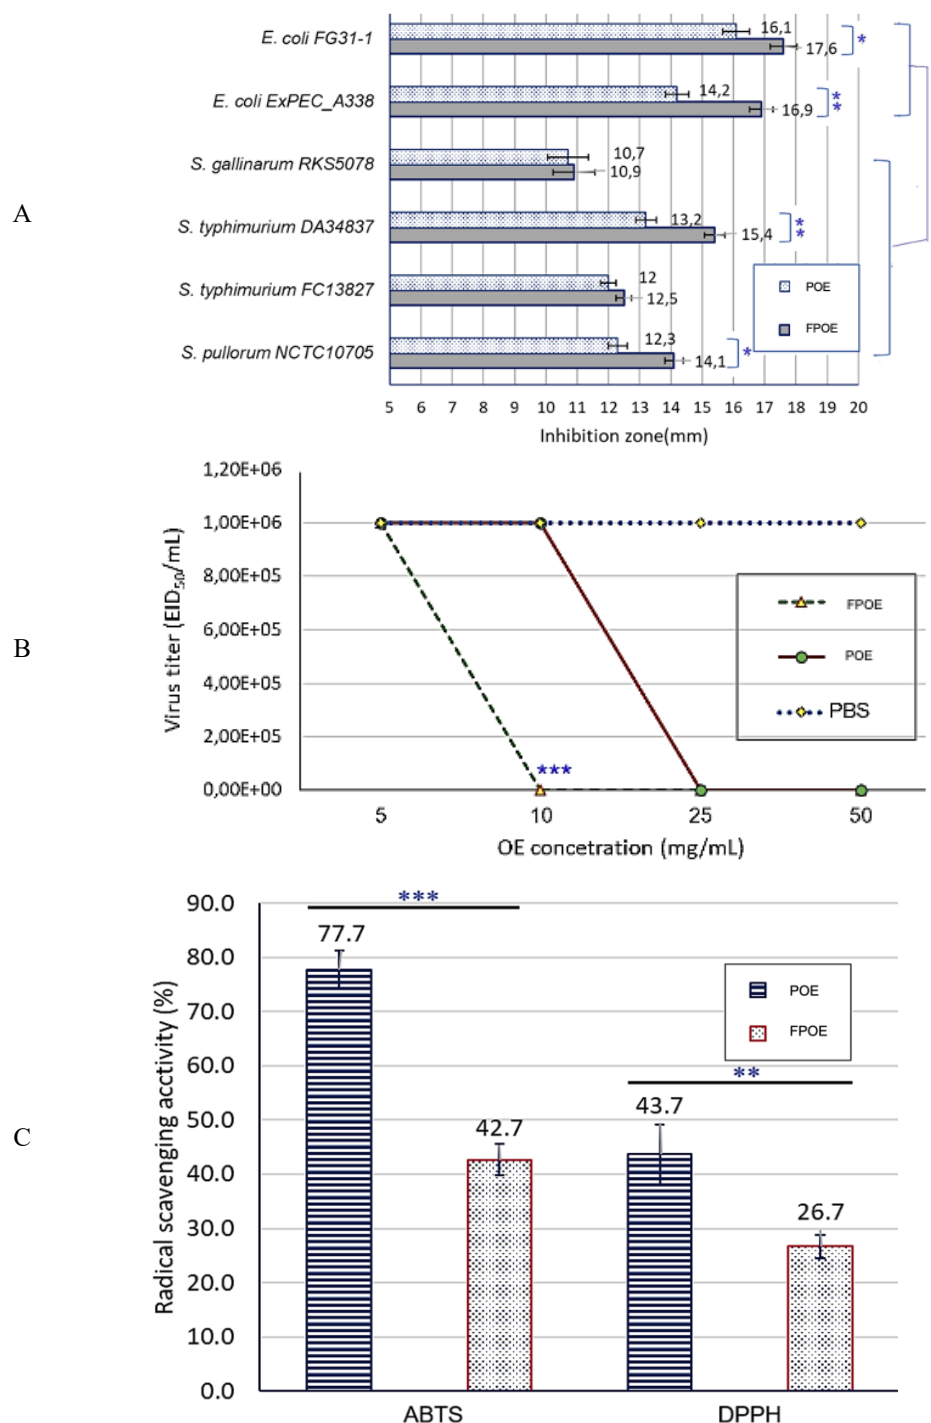 A
E. coli FG31-1
16,1
17,6
*
E. coli ExPEC_A338
14,2
16,9
**
S. gallinarum RKS5078
10,7
10,9
S. typhimurium DA34837
13,2
15,4
**
S. typhimurium FC13827
12
12,5
S. pullorum NCTC10705
12,3
14,1
*
POE
FPOE
5 6 7 8 9 10 11 12 13 14 15 16 17 18 19 20
Inhibition zone(mm)
B
Virus titer (EID50/mL)
1,20E+06
1,00E+06
8,00E+05
6,00E+05
4,00E+05
2,00E+05
0,00E+00
***
FPOE
POE
PBS
5 10 25 50
OE concetration (mg/mL)
C
Radical scavenging acctivity (%)
90.0
80.0
70.0
60.0
50.0
40.0
30.0
20.0
10.0
0.0
***
77.7
42.7
**
43.7
26.7
POE
FPOE
ABTS DPPH